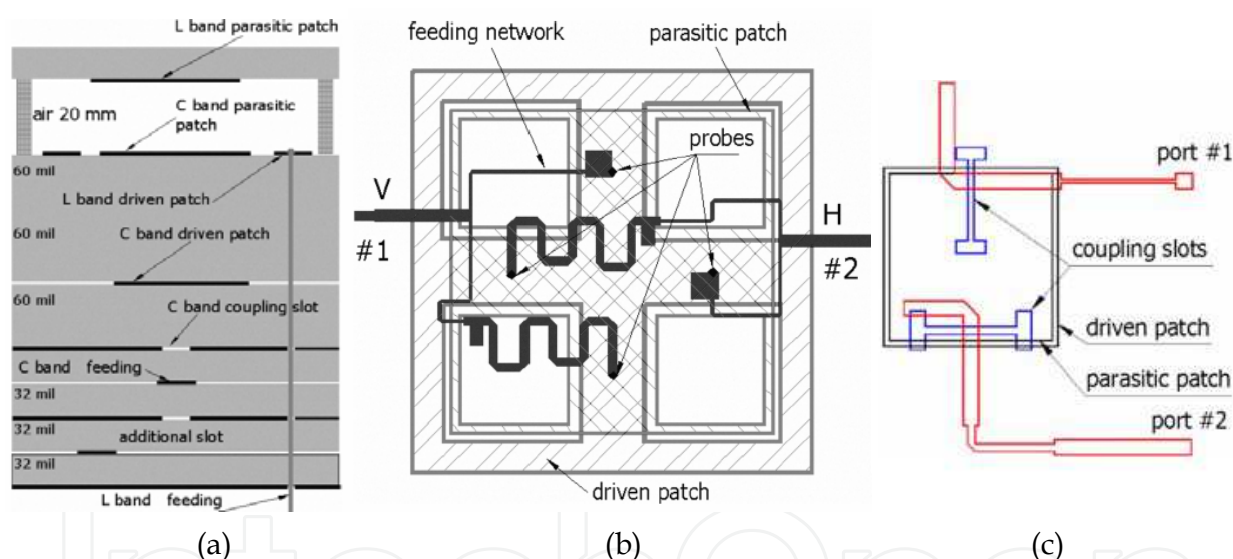 L band parasitic patch
air 20 mm
C band parasitic
patch
60 mil
L band driven patch
60 mil
C band driven patch
60 mil
C band coupling slot
C band feeding
32 mil
32 mil
additional slot
32 mil
L band feeding
(a)
feeding network
parasitic patch
probes
V
#1
H
#2
driven patch
(b)
port #1
coupling slots
driven patch
parasitic patch
port #2
(c)